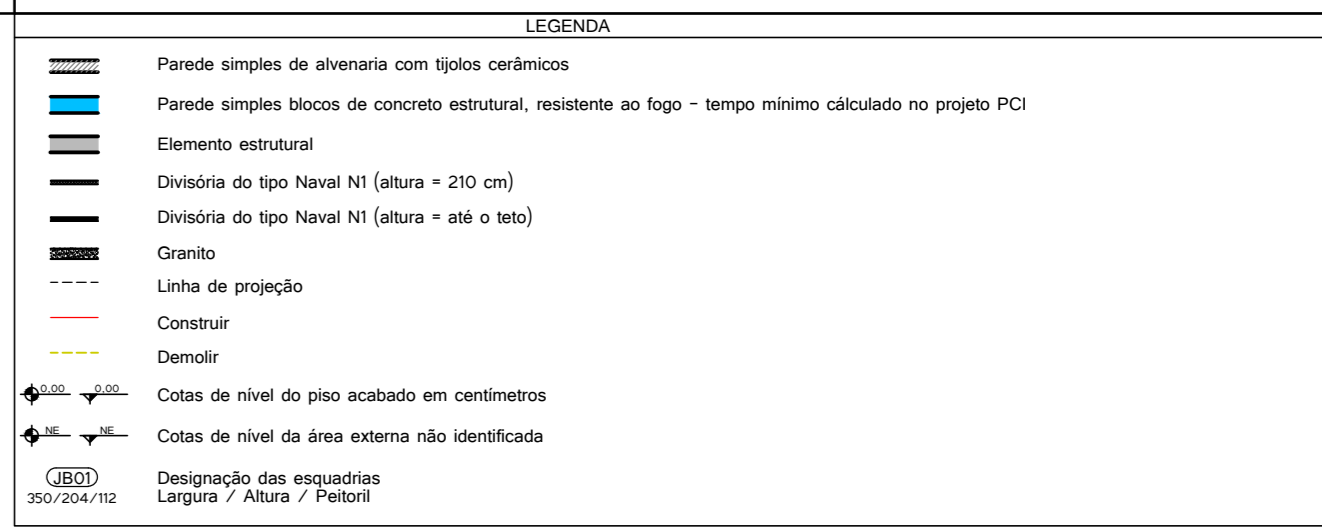 LEGENDA
Parede simples de alvenaria com tijolos cerâmicos
Parede simples blocos de concreto estrutural, resistente ao fogo - tempo mínimo cálculado no projeto PCI
Elemento estrutural
Divisória do tipo Naval N1 (altura = 210 cm)
Divisória do tipo Naval N1 (altura = até o teto)
Granito
Linha de projeção
Construir
Demolir
0,00 0,00 Cotas de nível do piso acabado em centímetros
NE NE Cotas de nível da área externa não identificada
JB01 Designação das esquadrias
350/204/112 Largura / Altura / Peitoril